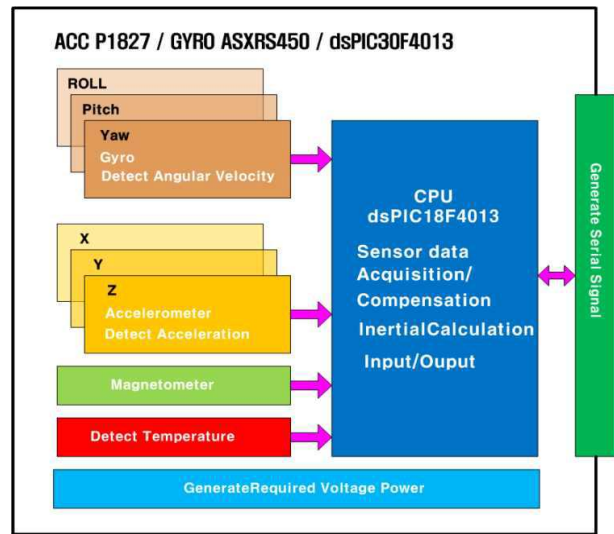 ACC P1827 / GYRO ASXRS450 / dsPIC30F4013
ROLL
Pitch
Yaw
Gyro
Detect Angular Velocity
X
Y
Z
Accelerometer
Detect Acceleration
Magnetometer
Detect Temperature
CPU
dsPIC18F4013
Sensor data
Acquisition/
Compensation
InertialCalculation
Input/Ouput
Generate Serial Signal
GenerateRequired Voltage Power